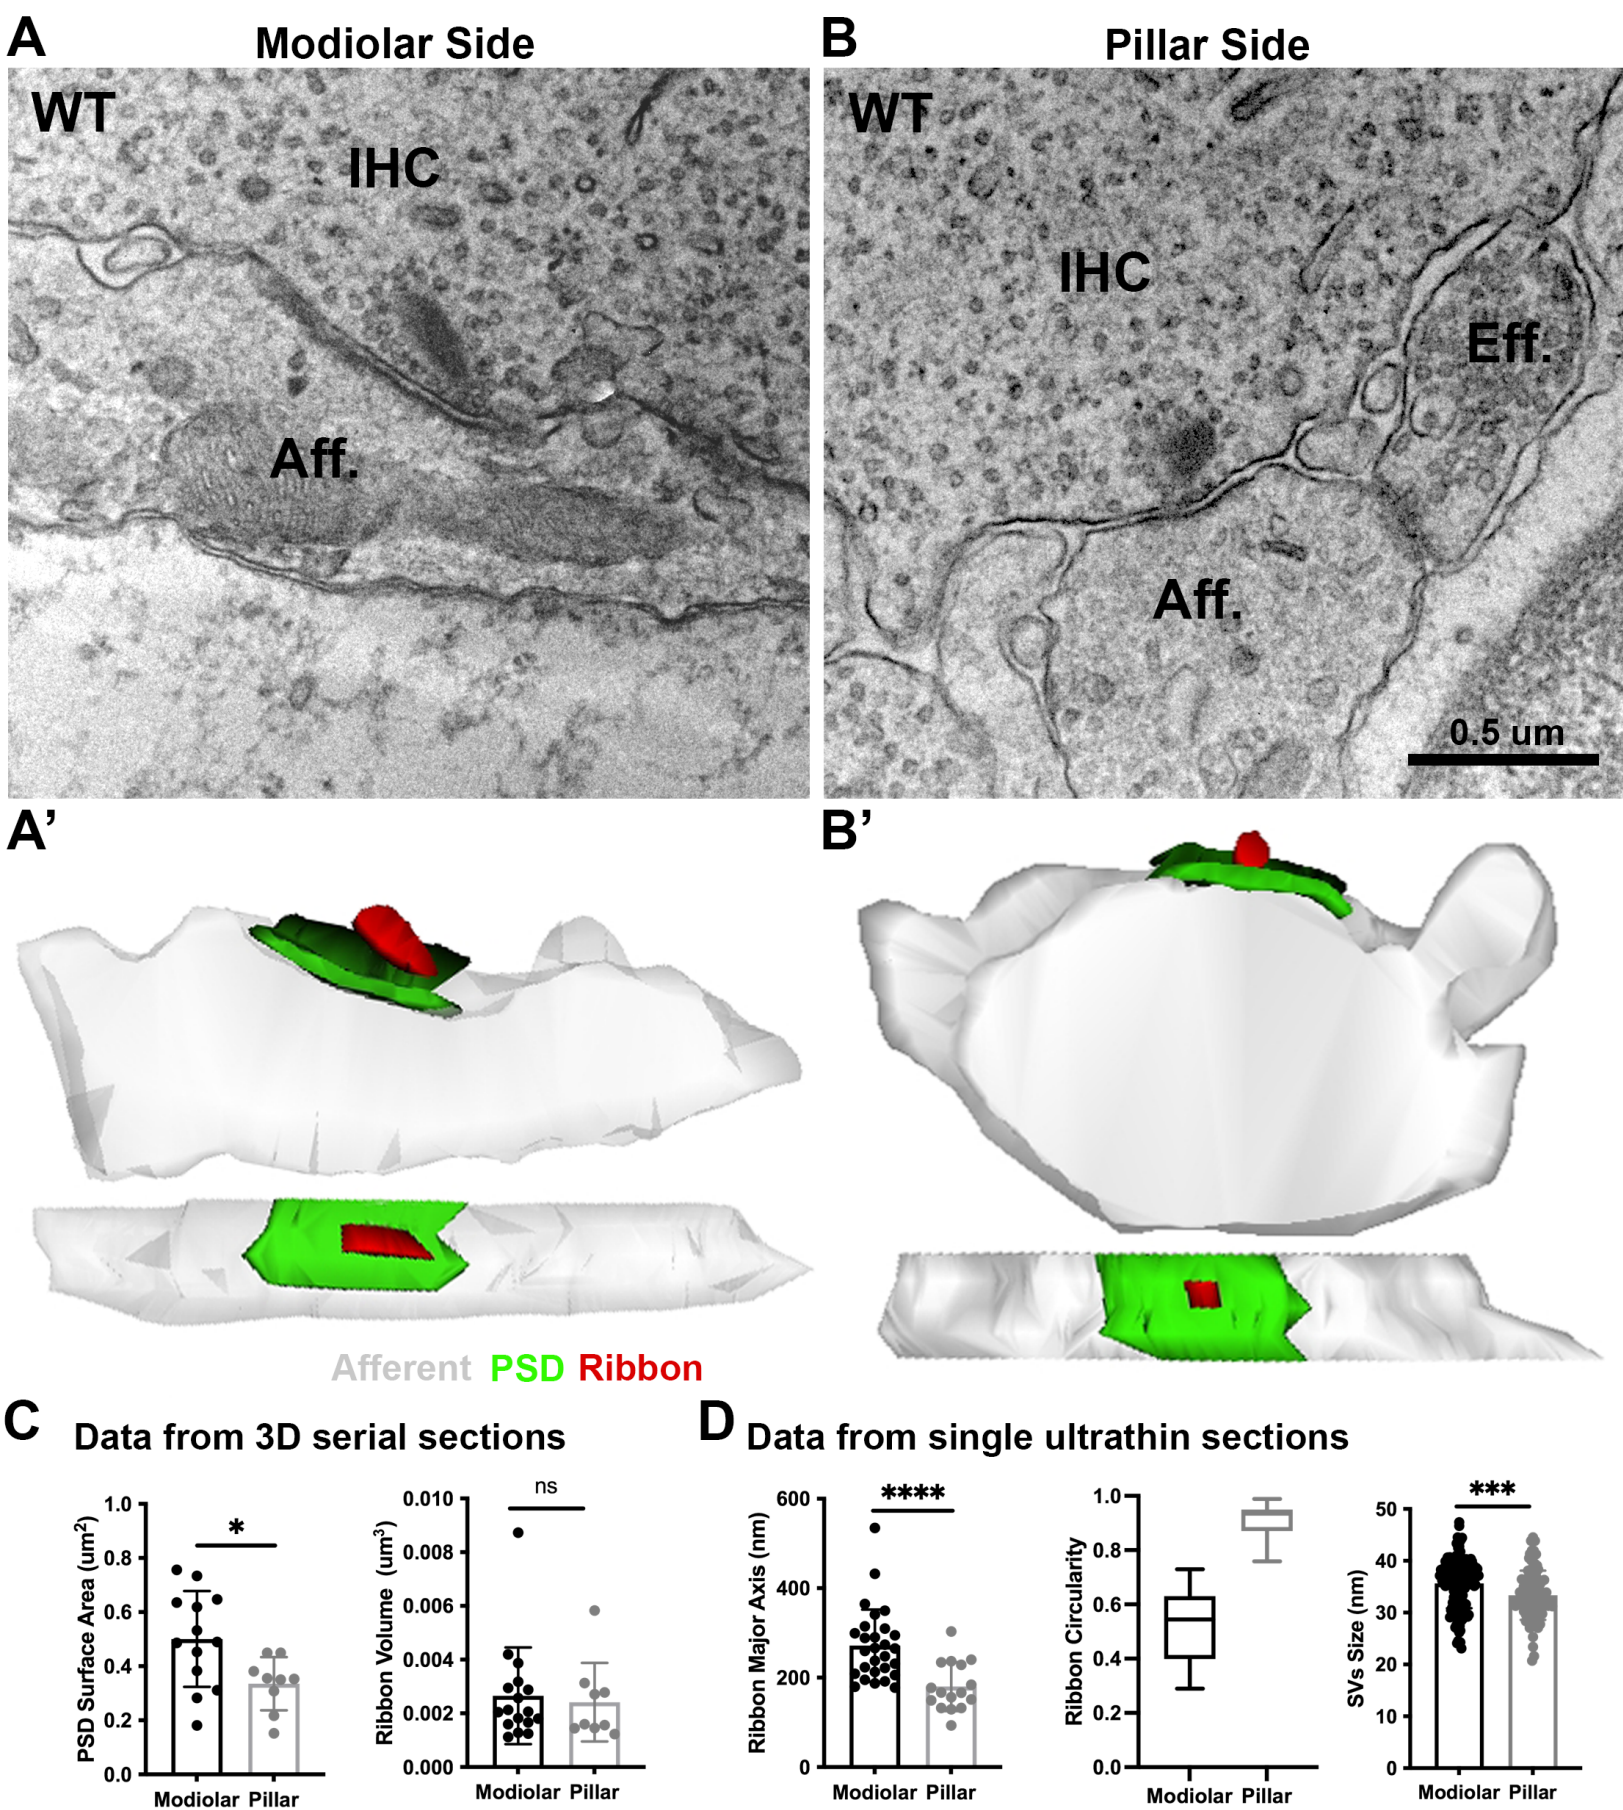 A
Modiolar Side
B
Pillar Side
WT
IHC
Aff.
WT
IHC
Eff.
Aff.
0.5 um
A’
B’
Afferent PSD Ribbon
C
Data from 3D serial sections
D
Data from single ultrathin sections
PSD Surface Area (um²)
1.0
0.8
0.6
0.4
0.2
0.0
*
Modiolar Pillar
Ribbon Volume (um³)
0.010
0.008
0.006
0.004
0.002
0.000
ns
Modiolar Pillar
Ribbon Major Axis (nm)
600
400
200
0
****
Modiolar Pillar
Ribbon Circularity
1.0
0.8
0.6
0.4
0.2
0.0
Modiolar Pillar
SVs Size (nm)
50
40
30
20
10
0
***
Modiolar Pillar